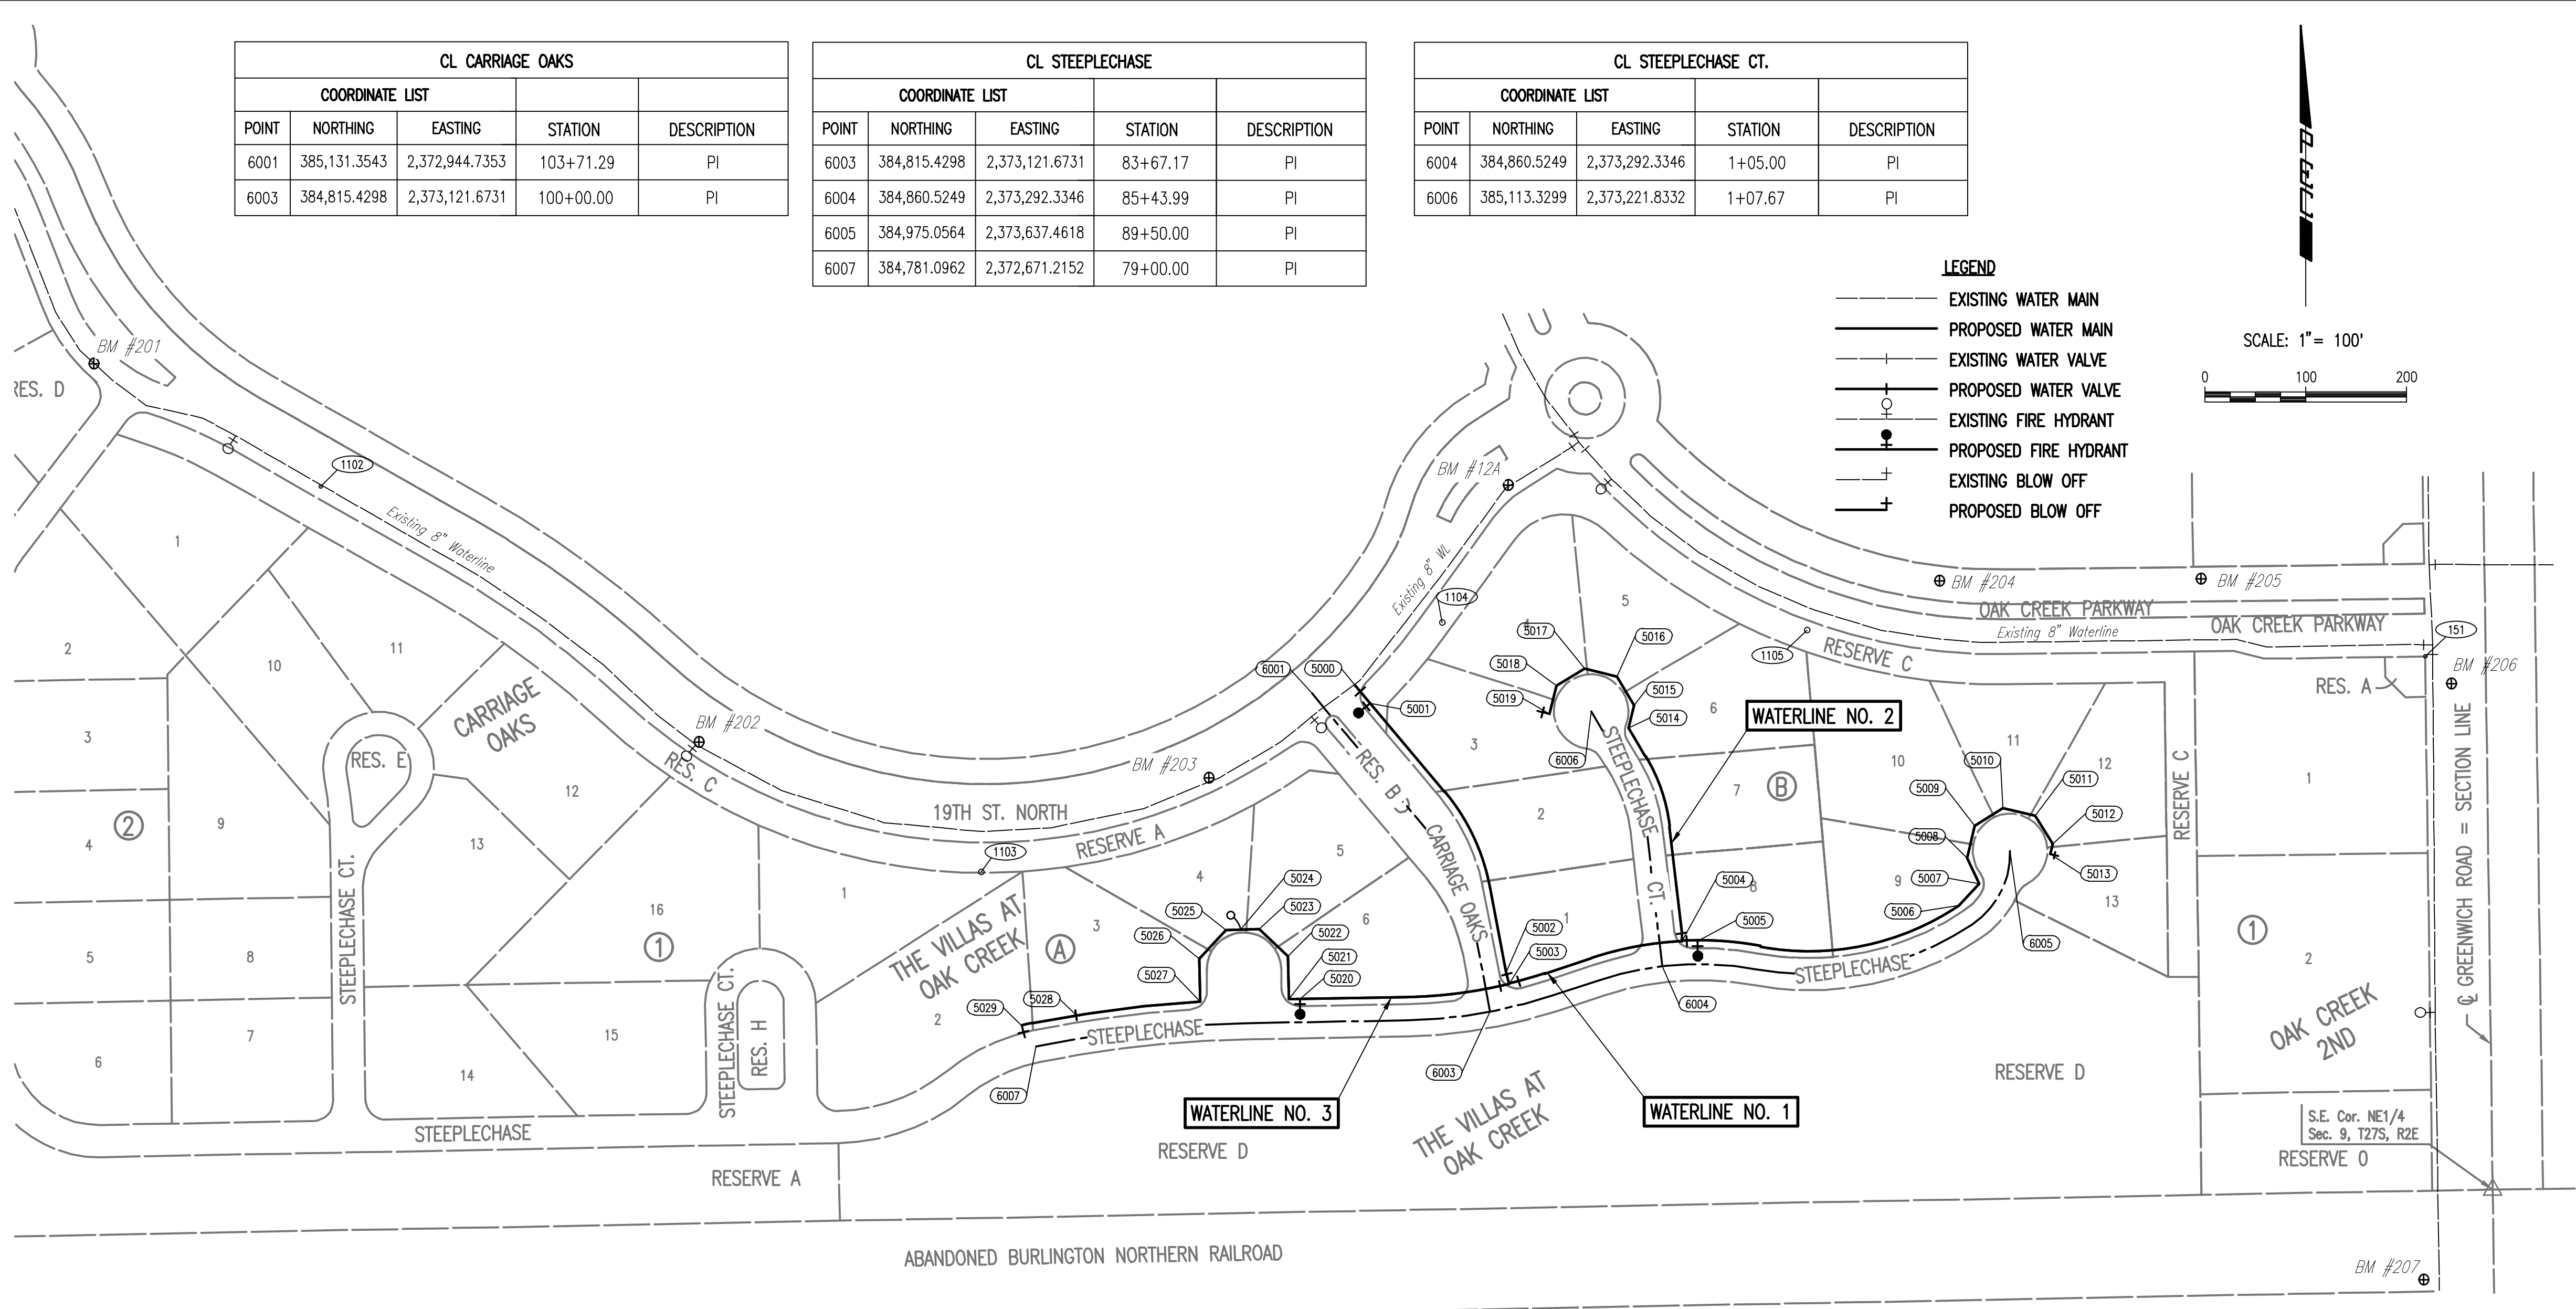 CL CARRIAGE OAKS
COORDINATE LIST
POINT NORTHING EASTING STATION DESCRIPTION
6001 385,131.3543 2,372,944.7353 103+71.29 PI
6003 384,815.4298 2,373,121.6731 100+00.00 PI
CL STEEPLECHASE
COORDINATE LIST
POINT NORTHING EASTING STATION DESCRIPTION
6003 384,815.4298 2,373,121.6731 83+67.17 PI
6004 384,860.5249 2,373,292.3346 85+43.99 PI
6005 384,975.0564 2,373,637.4618 89+50.00 PI
6007 384,781.0962 2,372,671.2152 79+00.00 PI
CL STEEPLECHASE CT.
COORDINATE LIST
POINT NORTHING EASTING STATION DESCRIPTION
6004 384,860.5249 2,373,292.3346 1+05.00 PI
6006 385,113.3299 2,373,221.8332 1+07.67 PI
LEGEND
EXISTING WATER MAIN
PROPOSED WATER MAIN
EXISTING WATER VALVE
PROPOSED WATER VALVE
EXISTING FIRE HYDRANT
PROPOSED FIRE HYDRANT
EXISTING BLOW OFF
PROPOSED BLOW OFF
SCALE: 1"= 100'
0 100 200
BM #201
RES. D
1102
Existing 8" Waterline
1
2
3
4
5
6
7
8
9
10
11
12
13
14
15
16
2
1
CARRIAGE
OAKS
RES. E
STEEPLECHASE CT.
STEEPLECHASE CT.
RES. H
STEEPLECHASE
BM #202
RES. C
BM #203
19TH ST. NORTH
1103
RESERVE A
1
2
3
4
5
6
A
THE VILLAS AT
OAK CREEK
5020
5021
5022
5023
5024
5025
5026
5027
5028
5029
6007
STEEPLECHASE
WATERLINE NO. 3
RESERVE D
RESERVE A
ABANDONED BURLINGTON NORTHERN RAILROAD
BM #12A
Existing 8" WL
1104
6001
5000
5001
RES. B
CARRIAGE OAKS
5002
5003
6003
THE VILLAS AT
OAK CREEK
WATERLINE NO. 1
5017
5016
5018
5015
5019
5014
6006
STEEPLECHASE
CT.
WATERLINE NO. 2
5004
5005
6004
STEEPLECHASE
1
2
3
4
5
6
7
8
9
10
11
12
13
B
1105
RESERVE C
5010
5009
5011
5008
5012
5007
5013
5006
6005
RESERVE C
RESERVE D
BM #204
BM #205
OAK CREEK PARKWAY
OAK CREEK PARKWAY
Existing 8" Waterline
151
BM #206
RES. A
1
1
2
OAK CREEK
2ND
℄ GREENWICH ROAD = SECTION LINE
S.E. Cor. NE1/4
Sec. 9, T27S, R2E
RESERVE O
BM #207